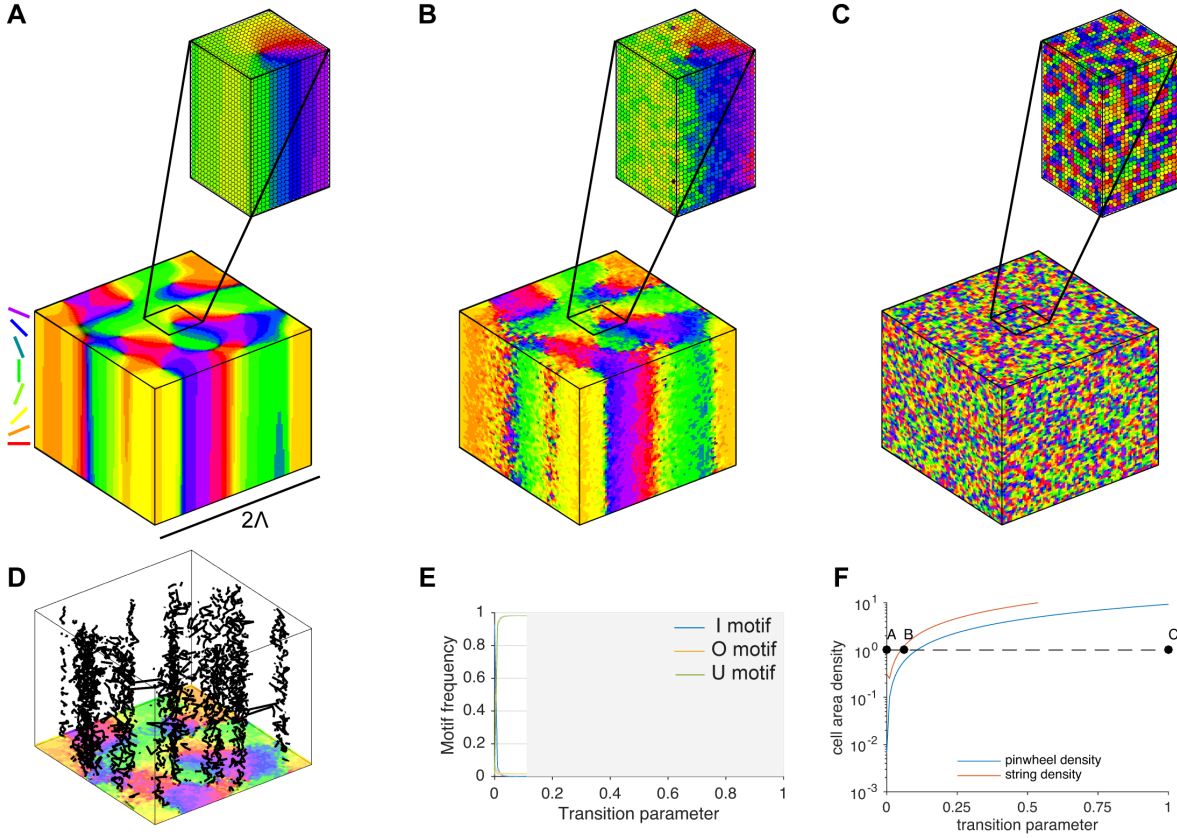 A
B
C
2Λ
D
E
Motif frequency
1
0.8
0.6
0.4
0.2
0
I motif
O motif
U motif
0
0.2
0.4
0.6
0.8
1
Transition parameter
F
cell area density
10^1
10^0
10^-1
10^-2
10^-3
A
B
C
pinwheel density
string density
0
0.25
0.5
0.75
1
transition parameter